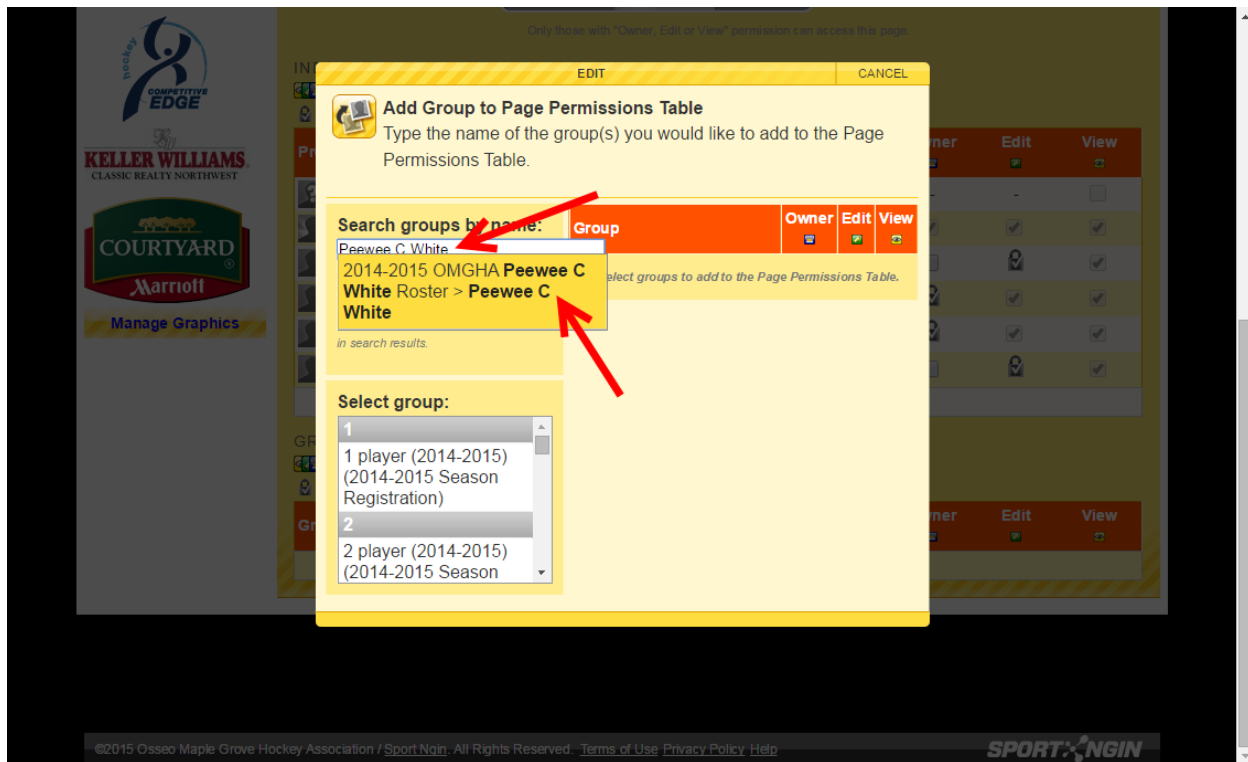 Only those with "Owner, Edit or View" permission can access this page.
hockey
COMPETITIVE
EDGE
KELLER WILLIAMS.
CLASSIC REALTY NORTHWEST
COURTYARD
®
Marriott
Manage Graphics
EDIT
CANCEL
Add Group to Page Permissions Table
Type the name of the group(s) you would like to add to the Page
Permissions Table.
Owner Edit View
Search groups by name:
Peewee C White
2014-2015 OMGHA Peewee C
White Roster > Peewee C
White
in search results.
Group
Owner Edit View
elect groups to add to the Page Permissions Table.
Select group:
1
1 player (2014-2015)
(2014-2015 Season
Registration)
2
2 player (2014-2015)
(2014-2015 Season
GR
Gr
ner Edit View
©2015 Osseo Maple Grove Hockey Association / Sport Ngin. All Rights Reserved. Terms of Use Privacy Policy Help
SPORT NGIN